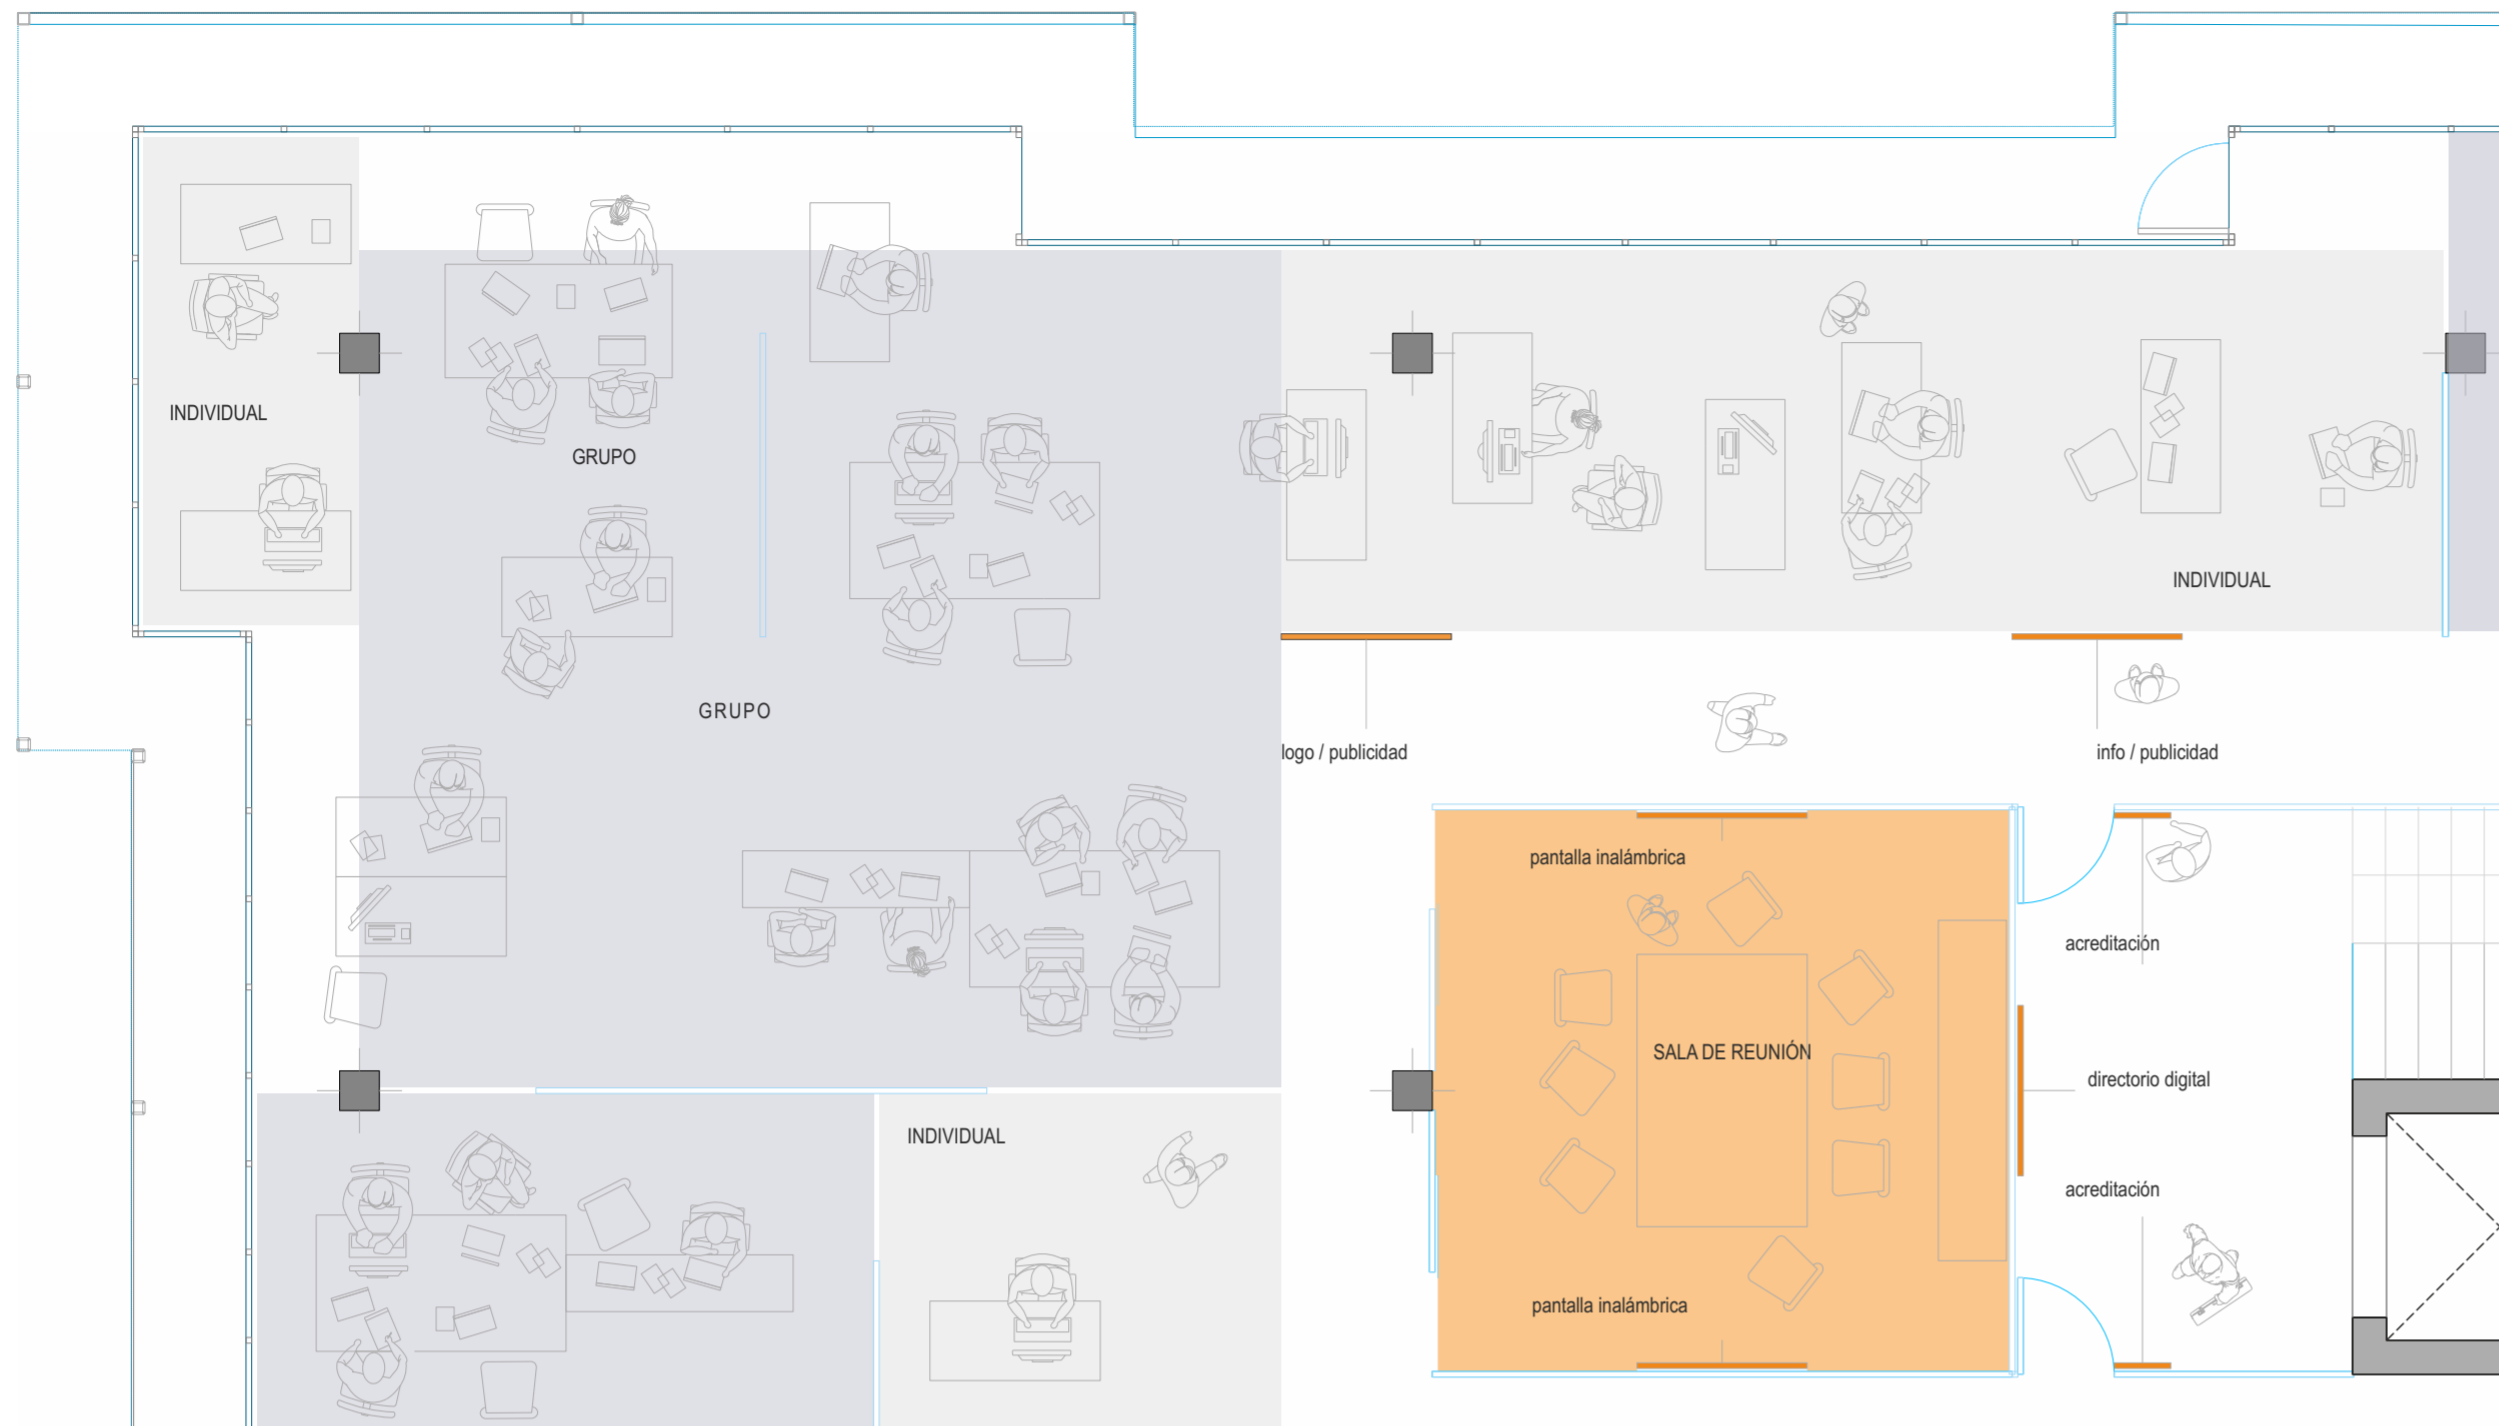 INDIVIDUAL
GRUPO
INDIVIDUAL
GRUPO
logo / publicidad
info / publicidad
pantalla inalámbrica
acreditación
SALA DE REUNIÓN
directorio digital
INDIVIDUAL
acreditación
pantalla inalámbrica